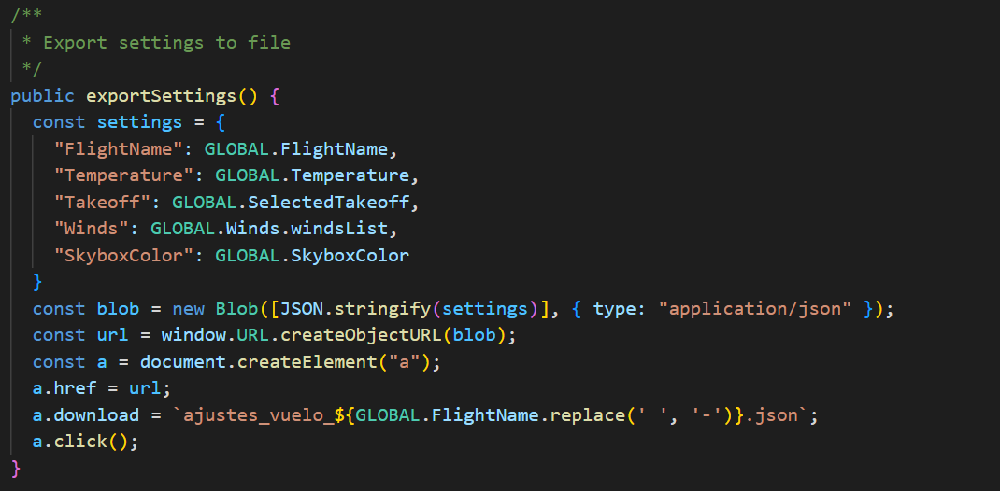 /**
 * Export settings to file
 */
public exportSettings() {
  const settings = {
    "FlightName": GLOBAL.FlightName,
    "Temperature": GLOBAL.Temperature,
    "Takeoff": GLOBAL.SelectedTakeoff,
    "Winds": GLOBAL.Winds.windsList,
    "SkyboxColor": GLOBAL.SkyboxColor
  }
  const blob = new Blob([JSON.stringify(settings)], { type: "application/json" });
  const url = window.URL.createObjectURL(blob);
  const a = document.createElement("a");
  a.href = url;
  a.download = `ajustes_vuelo_${GLOBAL.FlightName.replace(' ', '-')}.json`;
  a.click();
}